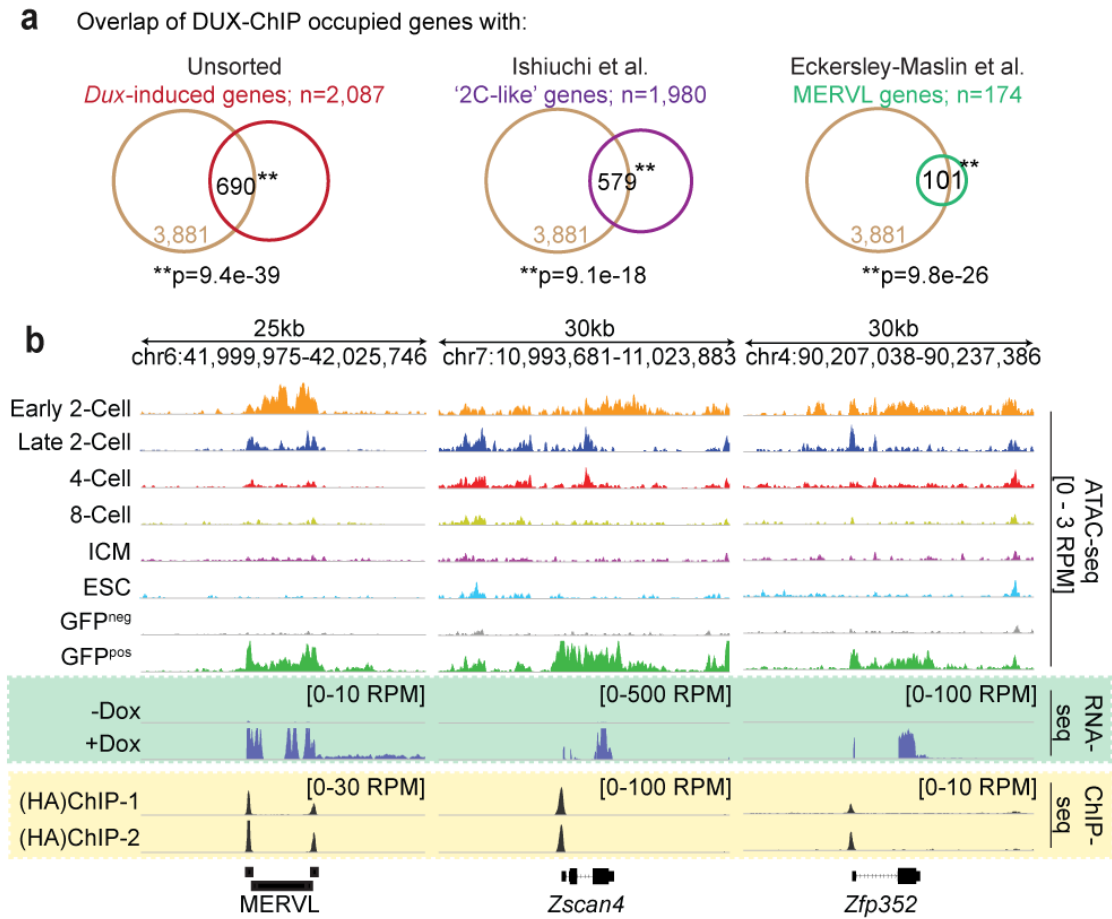 a Overlap of DUX-ChIP occupied genes with:
Unsorted
Dux-induced genes; n=2,087
690**
3,881
**p=9.4e-39
Ishiuchi et al.
‘2C-like’ genes; n=1,980
579**
3,881
**p=9.1e-18
Eckersley-Maslin et al.
MERVL genes; n=174
101**
3,881
**p=9.8e-26
b
25kb 30kb 30kb
chr6:41,999,975-42,025,746 chr7:10,993,681-11,023,883 chr4:90,207,038-90,237,386
Early 2-Cell
Late 2-Cell
4-Cell
8-Cell
ICM
ESC
GFPneg
GFPpos
ATAC-seq
[0 - 3 RPM]
[0-10 RPM] [0-500 RPM] [0-100 RPM]
-Dox
+Dox
RNA-
seq
[0-30 RPM] [0-100 RPM] [0-10 RPM]
(HA)ChIP-1
(HA)ChIP-2
ChIP-
seq
MERVL Zscan4 Zfp352